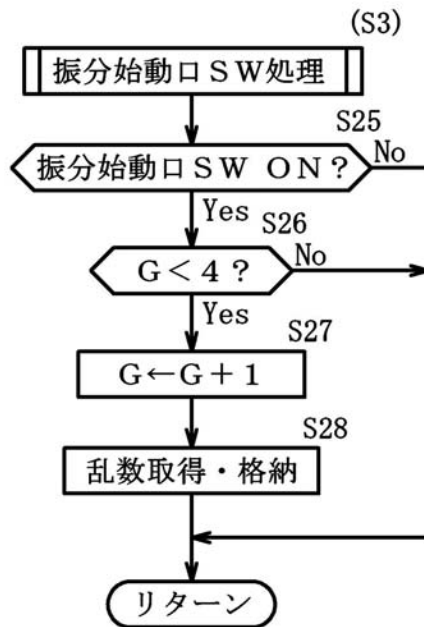 (S3)
振分始動口SW処理
S25
振分始動口SW ON?
No
Yes
S26
G<4?
No
Yes
S27
G←G+1
S28
乱数取得・格納
リターン